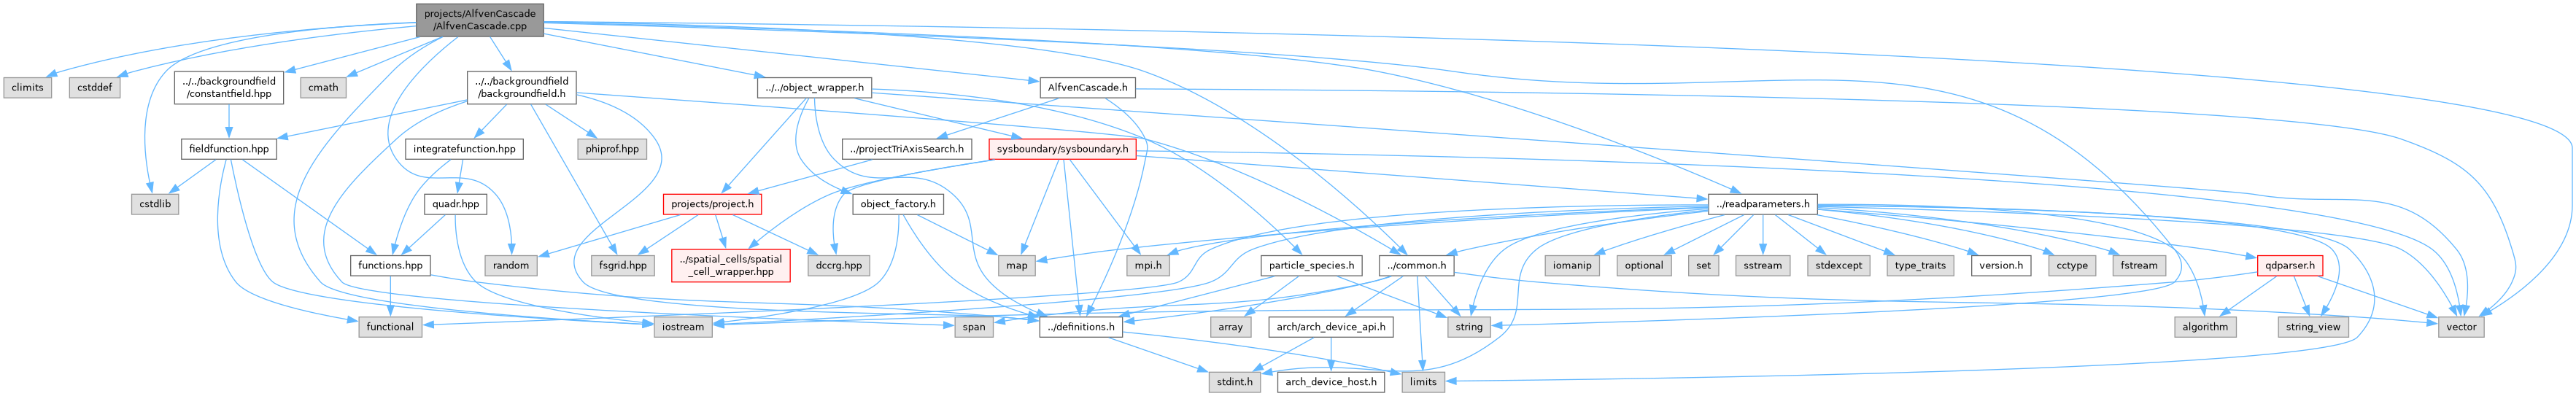 projects/AlfvenCascade
/AlfvenCascade.cpp
climits
cstddef
../../backgroundfield
/constantfield.hpp
cmath
../../backgroundfield
/backgroundfield.h
../../object_wrapper.h
AlfvenCascade.h
fieldfunction.hpp
integratefunction.hpp
phiprof.hpp
../projectTriAxisSearch.h
sysboundary/sysboundary.h
cstdlib
quadr.hpp
projects/project.h
object_factory.h
../readparameters.h
functions.hpp
random
fsgrid.hpp
../spatial_cells/spatial
_cell_wrapper.hpp
dccrg.hpp
map
mpi.h
particle_species.h
../common.h
iomanip
optional
set
sstream
stdexcept
type_traits
version.h
cctype
fstream
qdparser.h
functional
iostream
span
../definitions.h
array
arch/arch_device_api.h
string
algorithm
string_view
vector
stdint.h
arch_device_host.h
limits